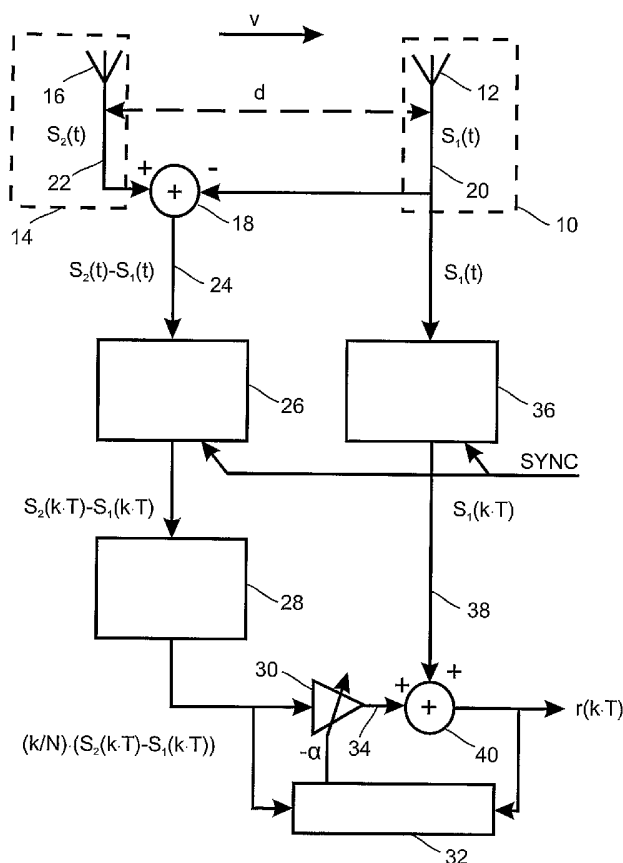 v
16
12
d
S₂(t)
S₁(t)
22
20
+
-
+
18
14
10
S₂(t)-S₁(t)
24
S₁(t)
26
36
SYNC
S₂(k·T)-S₁(k·T)
S₁(k·T)
28
38
30
+
+
+
r(k·T)
34
40
(k/N)·(S₂(k·T)-S₁(k·T))
-α
32